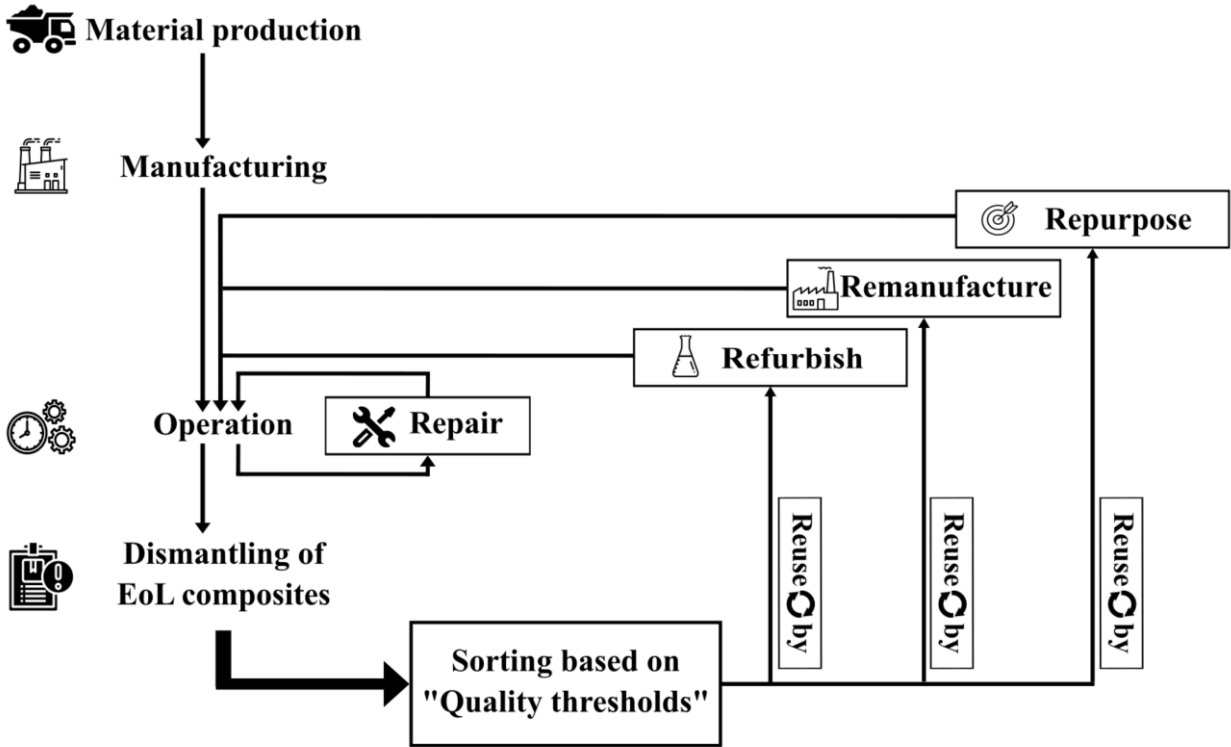 Material production
Manufacturing
Repurpose
Remanufacture
Refurbish
Operation
Repair
Dismantling of
EoL composites
Reuse by
Reuse by
Reuse by
Sorting based on
"Quality thresholds"